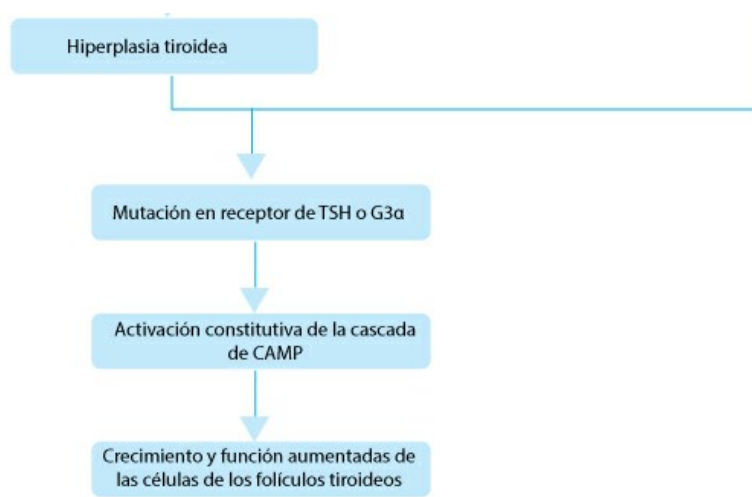 Hiperplasia tiroidea
Mutación en receptor de TSH o G3α
Activación constitutiva de la cascada
de CAMP
Crecimiento y función aumentadas de
las células de los folículos tiroideos